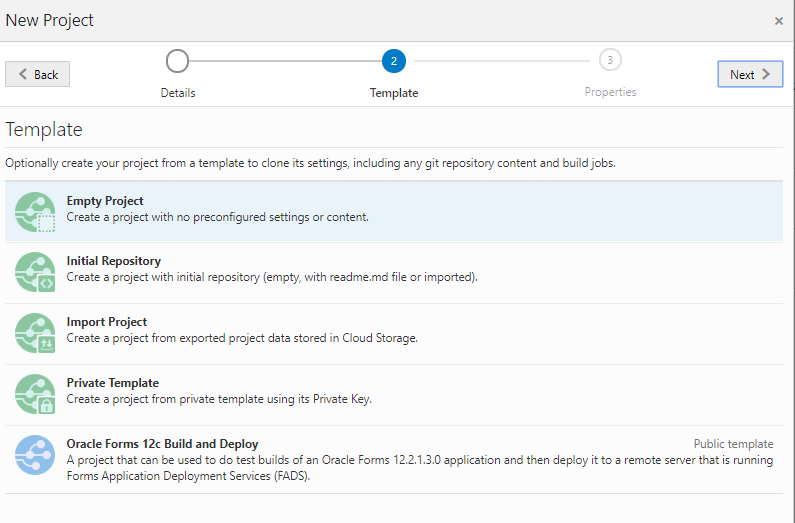 New Project
×
Back
2
3
Next
Details
Template
Properties
Template
Optionally create your project from a template to clone its settings, including any git repository content and build jobs.
Empty Project
Create a project with no preconfigured settings or content.
Initial Repository
Create a project with initial repository (empty, with readme.md file or imported).
Import Project
Create a project from exported project data stored in Cloud Storage.
Private Template
Create a project from private template using its Private Key.
Oracle Forms 12c Build and Deploy
Public template
A project that can be used to do test builds of an Oracle Forms 12.2.1.3.0 application and then deploy it to a remote server that is running
Forms Application Deployment Services (FADS).